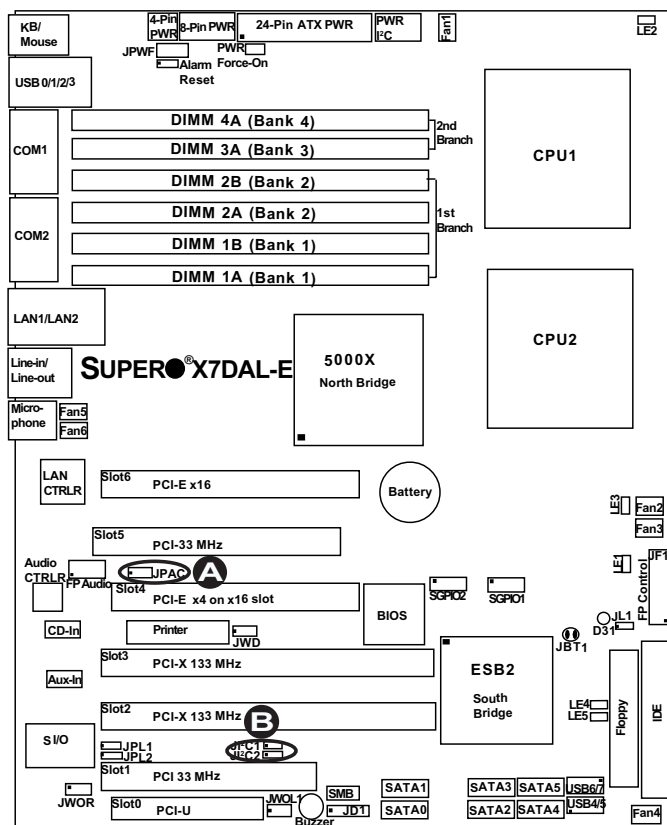 KB/
Mouse
4-Pin
PWR
8-Pin PWR
24-Pin ATX PWR
PWR
I²C
Fan1
LE2
JPWF
Alarm
Reset
PWR
Force-On
USB 0/1/2/3
COM1
COM2
DIMM 4A (Bank 4)
DIMM 3A (Bank 3)
DIMM 2B (Bank 2)
DIMM 2A (Bank 2)
DIMM 1B (Bank 1)
DIMM 1A (Bank 1)
2nd
Branch
1st
Branch
CPU1
CPU2
LAN1/LAN2
Line-in/
Line-out
SUPER®X7DAL-E
5000X
North Bridge
Micro-
phone
Fan5
Fan6
LAN
CTRLR
Slot6
PCI-E x16
Battery
LE3
Fan2
Fan3
Slot5
PCI-33 MHz
Audio
CTRLR
FP Audio
JPAC
A
LE1
JF1
FP Control
Slot4
PCI-E x4 on x16 slot
BIOS
SGPIO2
SGPIO1
JL1
D31
JBT1
CD-In
Printer
JWD
Slot3
PCI-X 133 MHz
ESB2
South
Bridge
Aux-In
Slot2
PCI-X 133 MHz
B
LE4
LE5
Floppy
IDE
S I/O
JPL1
JPL2
JI²C1
JI²C2
Slot1
PCI 33 MHz
JWOR
Slot0
PCI-U
JWOL1
Buzzer
SMB
JD1
SATA1
SATA0
SATA3
SATA2
SATA5
SATA4
USB6/7
USB4/5
Fan4